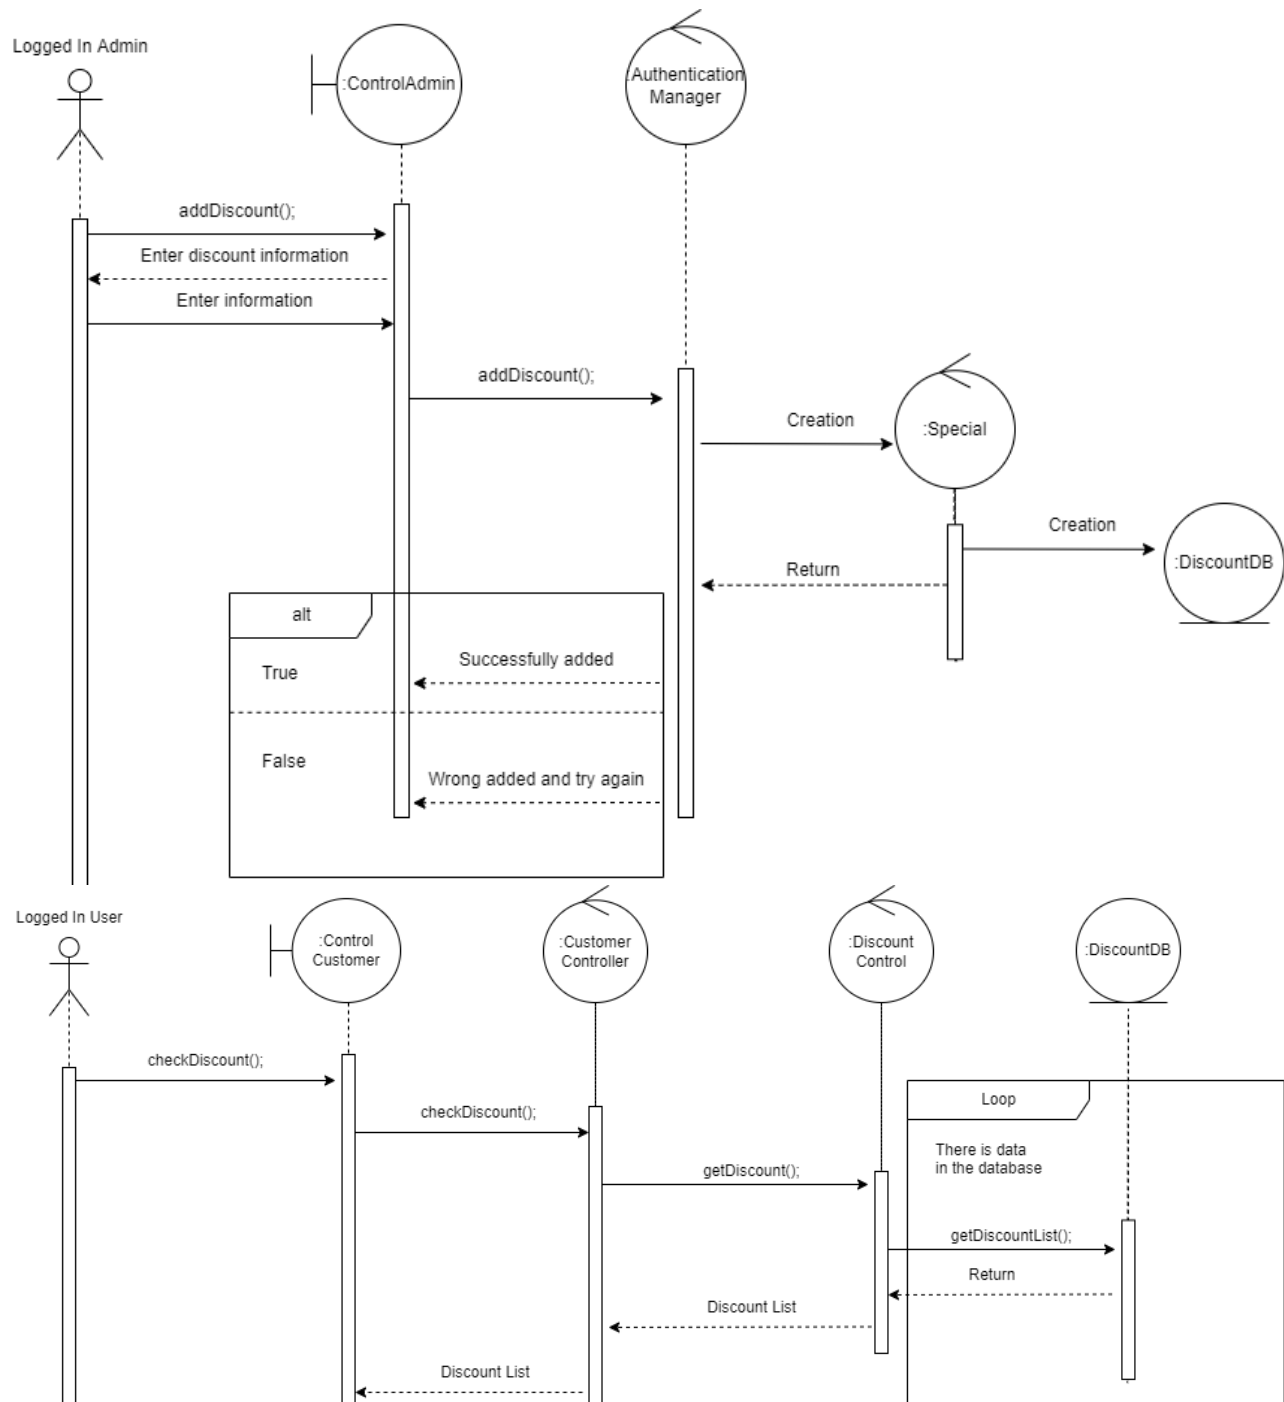 Logged In Admin
:ControlAdmin
:Authentication
Manager
addDiscount();
Enter discount information
Enter information
addDiscount();
Creation
:Special
Creation
:DiscountDB
Return
alt
True
Successfully added
False
Wrong added and try again
Logged In User
:Control
Customer
:Customer
Controller
:Discount
Control
:DiscountDB
checkDiscount();
checkDiscount();
Loop
There is data
in the database
getDiscount();
getDiscountList();
Return
Discount List
Discount List